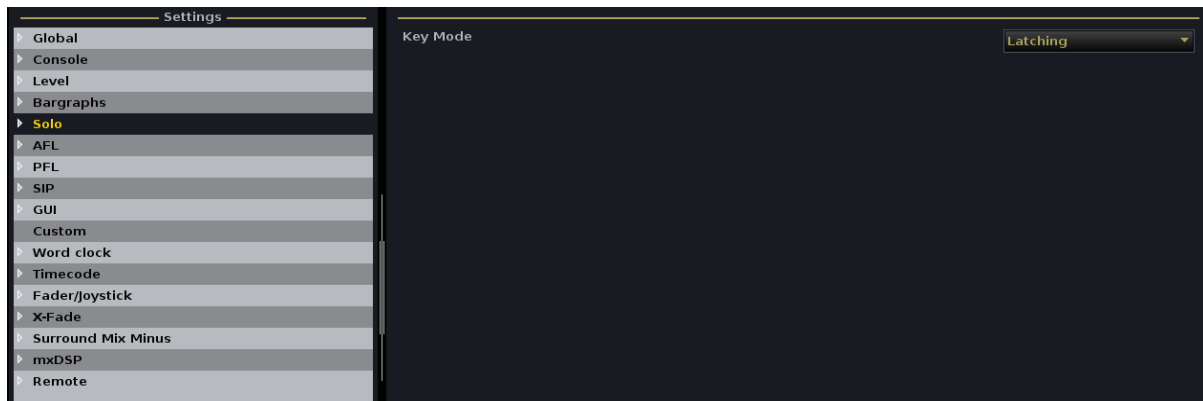 Settings
Global
Console
Level
Bargraphs
Solo
AFL
PFL
SIP
GUI
Custom
Word clock
Timecode
Fader/Joystick
X-Fade
Surround Mix Minus
mxDSP
Remote
Key Mode
Latching